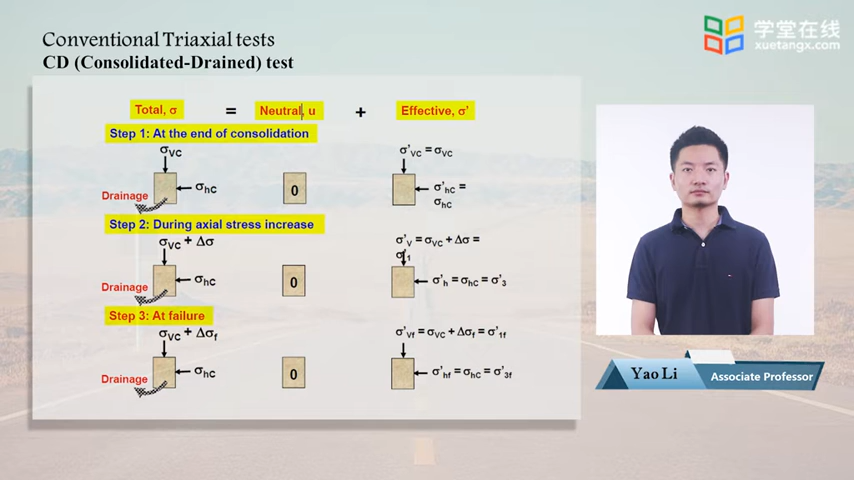 Conventional Triaxial tests
CD (Consolidated-Drained) test
学堂在线
xuetangx.com
Total, σ = Neutral, u + Effective, σ'
Step 1: At the end of consolidation
σVC
σ'VC = σVC
Drainage
σhC
0
σ'hC =
σhC
Step 2: During axial stress increase
σVC + Δσ
σ'V = σVC + Δσ =
σ'1
Drainage
σhC
0
σ'h = σhC = σ'3
Step 3: At failure
σVC + Δσf
σ'Vf = σVC + Δσf = σ'1f
Drainage
σhC
0
σ'hf = σhC = σ'3f
Yao Li
Associate Professor